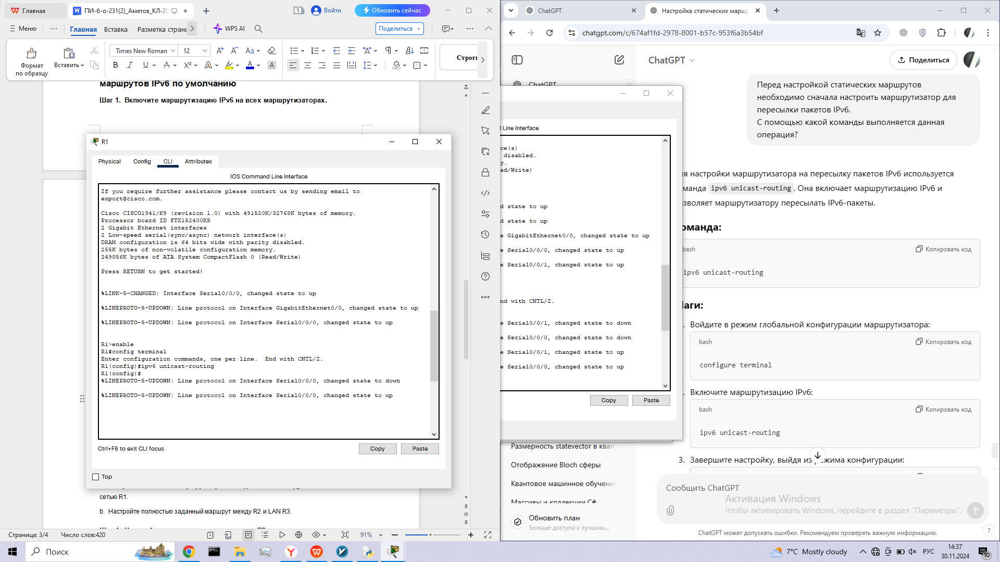 Главная
ПИ-б-о-231(2)_Аметов_КЛ-20
Войти
Обновить сейчас
Меню
Главная
Вставка
Разметка страни
WPS AI
Поделиться
Формат
по образцу
Вставить
Times New Roman
12
Строги
маршрутов IPv6 по умолчанию
Шаг 1. Включите маршрутизацию IPv6 на всех маршрутизаторах.
R1
Physical
Config
CLI
Attributes
IOS Command Line Interface
If you require further assistance please contact us by sending email to
export@cisco.com.
Cisco CISCO1941/K9 (revision 1.0) with 491520K/32768K bytes of memory.
Processor board ID FTX152400KS
2 Gigabit Ethernet interfaces
2 Low-speed serial(sync/async) network interface(s)
DRAM configuration is 64 bits wide with parity disabled.
255K bytes of non-volatile configuration memory.
249856K bytes of ATA System CompactFlash 0 (Read/Write)
Press RETURN to get started!
%LINK-5-CHANGED: Interface Serial0/0/0, changed state to up
%LINEPROTO-5-UPDOWN: Line protocol on Interface GigabitEthernet0/0, changed state to up
%LINEPROTO-5-UPDOWN: Line protocol on Interface Serial0/0/0, changed state to up
R1>enable
R1#config terminal
Enter configuration commands, one per line.  End with CNTL/Z.
R1(config)#ipv6 unicast-routing
R1(config)#
%LINEPROTO-5-UPDOWN: Line protocol on Interface Serial0/0/0, changed state to down
%LINEPROTO-5-UPDOWN: Line protocol on Interface Serial0/0/0, changed state to up
Ctrl+F6 to exit CLI focus
Copy
Paste
Top
сетью R1.
b. Настройте полностью заданный маршрут между R2 и LAN R3.
Страница: 3/4
Число слов:420
91%
d Line Interface
ce(s)
disabled.
y.
ad/Write)
d state to up
d state to up
e GigabitEthernet0/0, changed state to up
e Serial0/0/0, changed state to up
e Serial0/0/1, changed state to up
nd with CNTL/Z.
e Serial0/0/1, changed state to down
e Serial0/0/0, changed state to down
e Serial0/0/1, changed state to up
e Serial0/0/0, changed state to up
Copy
Paste
ChatGPT
Настройка статических маршр
chatgpt.com/c/674af1fd-2978-8001-b57c-953f6a3b54bf
ChatGPT
Поделиться
ChatGPT
Перед настройкой статических маршрутов
необходимо сначала настроить маршрутизатор для
пересылки пакетов IPv6.
С помощью какой команды выполняется данная
операция?
ля настройки маршрутизатора на пересылку пакетов IPv6 используется
манда ipv6 unicast-routing. Она включает маршрутизацию IPv6 и
озволяет маршрутизатору пересылать IPv6-пакеты.
оманда:
bash
Копировать код
ipv6 unicast-routing
Шаги:
Войдите в режим глобальной конфигурации маршрутизатора:
bash
Копировать код
configure terminal
Включите маршрутизацию IPv6:
bash
Копировать код
ipv6 unicast-routing
3. Завершите настройку, выйдя из режима конфигурации:
Размерность statevector в кван
Отображение Bloch сферы
Квантовое машинное обучение
Массивы и коллекции C#
Обновить план
Больше доступа к лучшим...
Сообщить ChatGPT
Активация Windows
Чтобы активировать Windows, перейдите в раздел "Параметры".
ChatGPT может допускать ошибки. Рекомендуем проверять важную информацию.
?
Поиск
7°C Mostly cloudy
РУС
14:37
30.11.2024
10